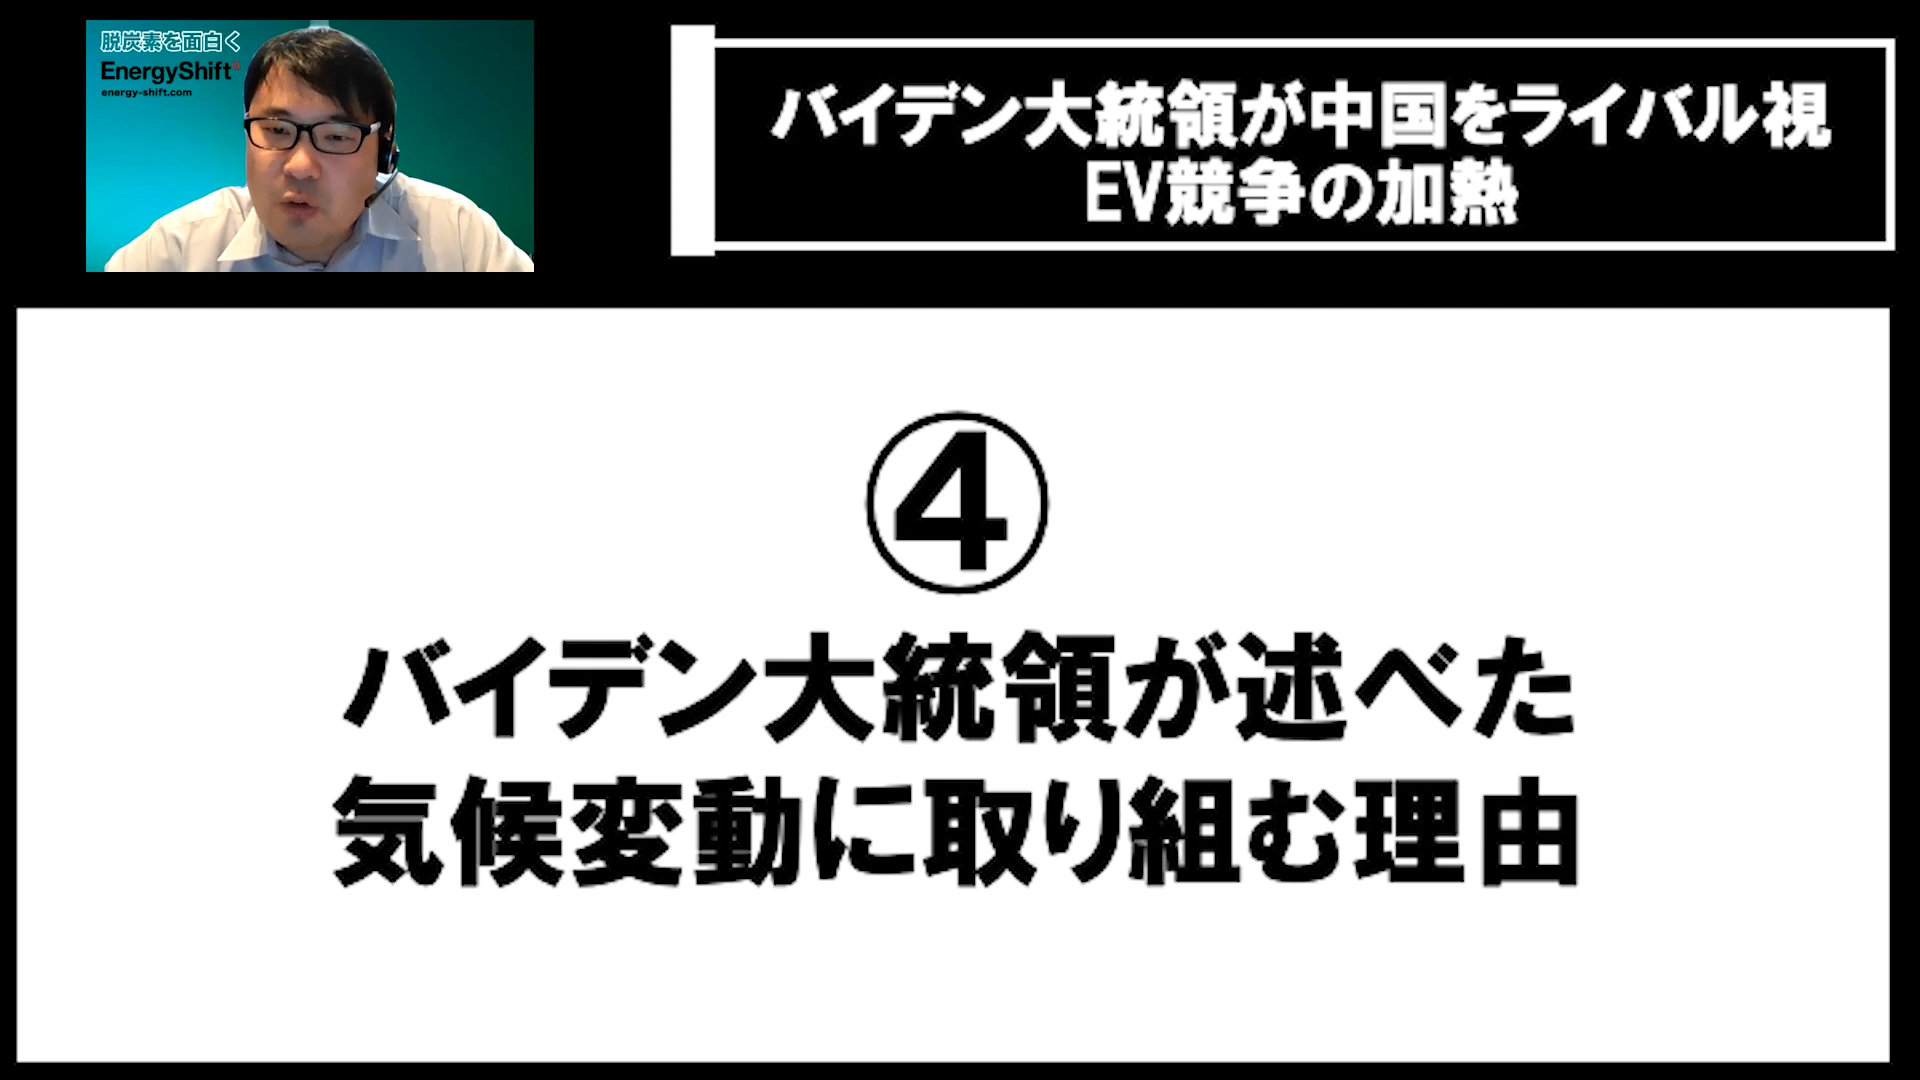 脱炭素を面白く
EnergyShift
energy-shift.com
バイデン大統領が中国をライバル視
EV競争の加熱
④
バイデン大統領が述べた
気候変動に取り組む理由